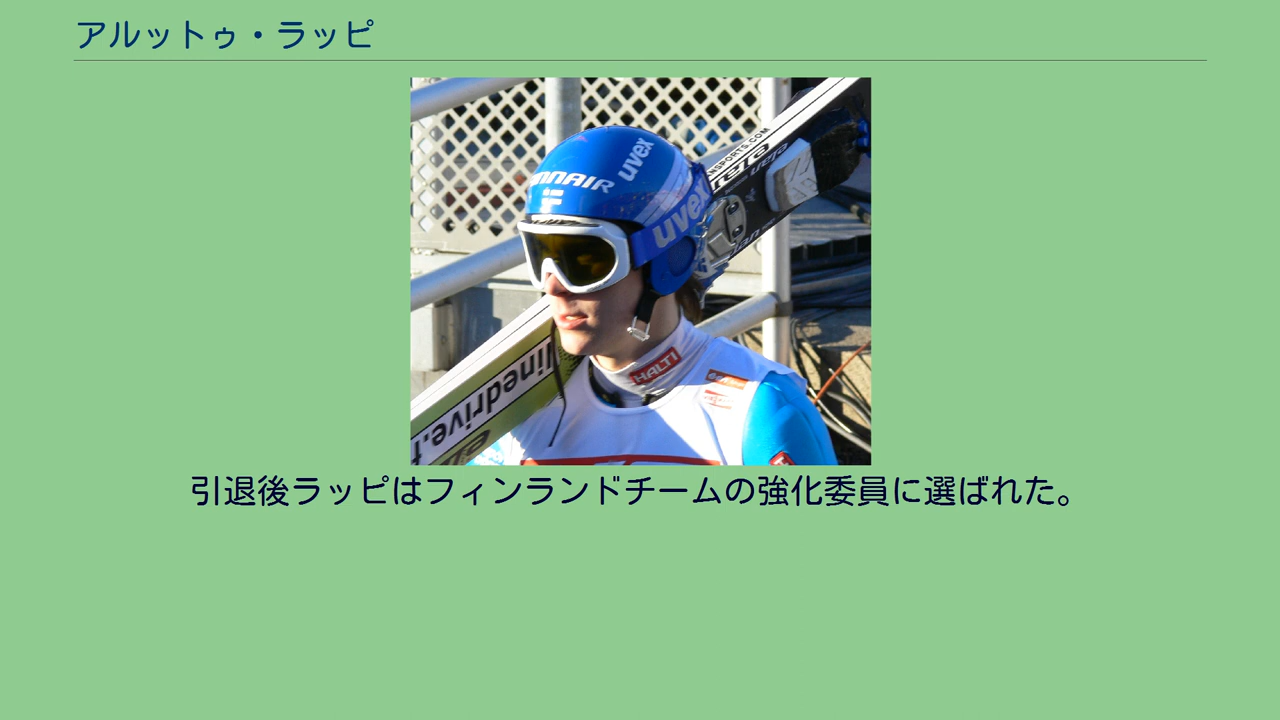 アルットゥ・ラッピ
uvex
FINNAIR
uvex
HALTI
linedrive.f
引退後ラッピはフィンランドチームの強化委員に選ばれた。